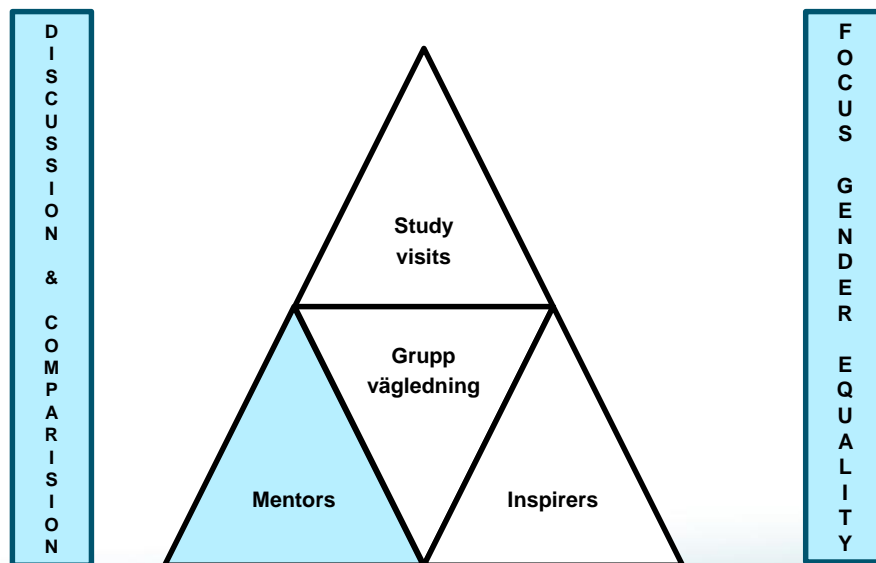 DISCUSSION & COMPARISION
FOCUS GENDER EQUALITY
Study
visits
Grupp
vägledning
Mentors
Inspirers